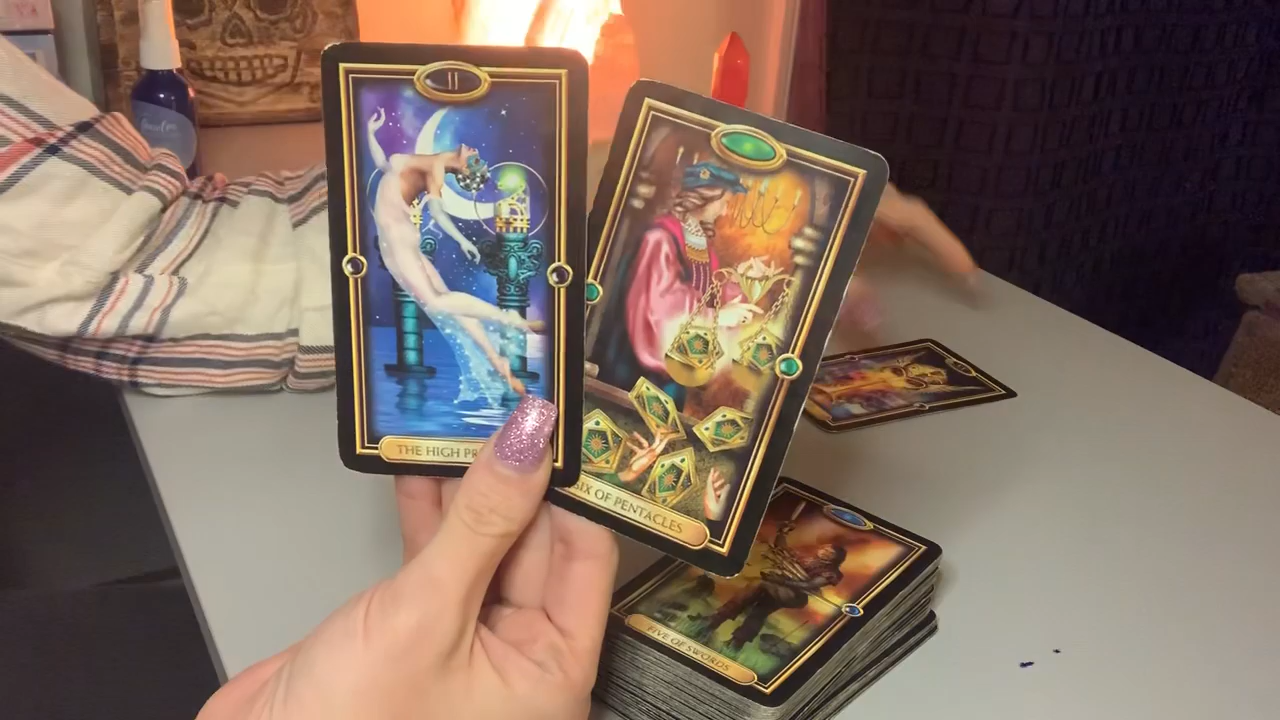 II
THE HIGH PR
SIX OF PENTACLES
FIVE OF SWORDS